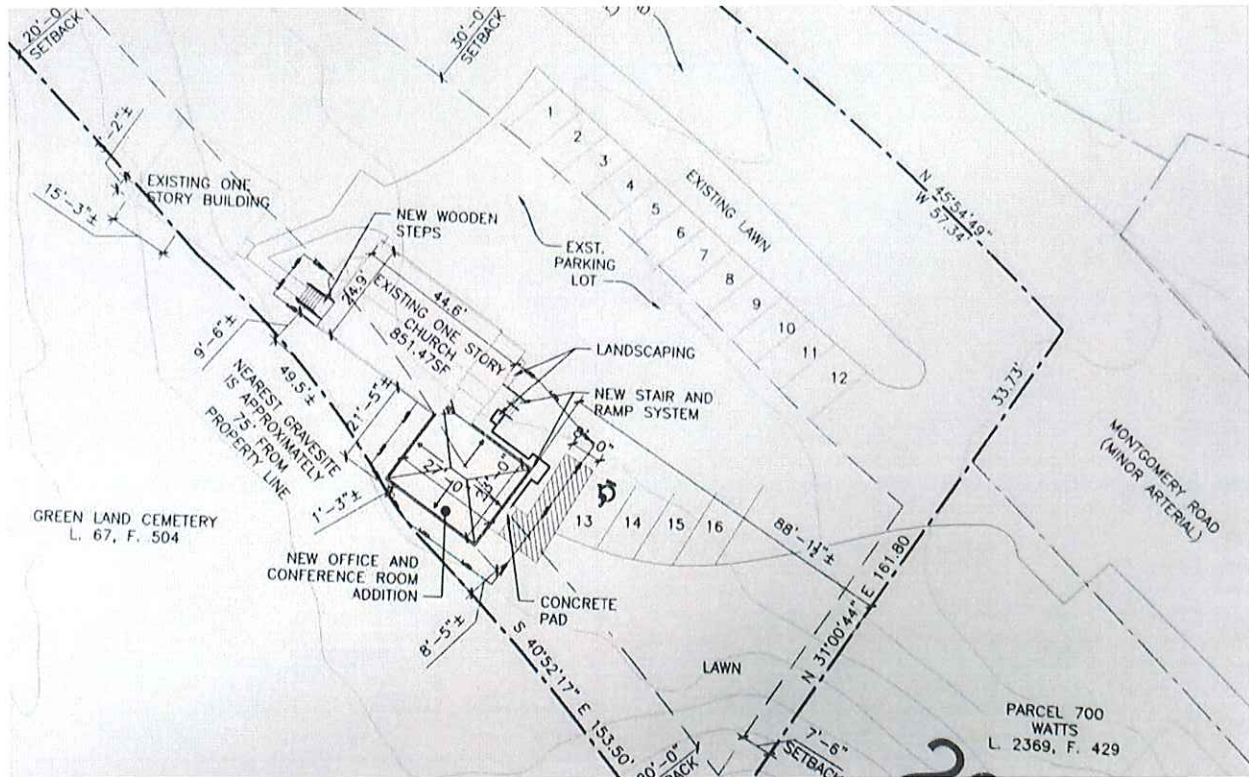 20'-0
SETBACK
30'-0
SETBACK
-2"±
15'-3"±
EXISTING ONE
STORY BUILDING
NEW WOODEN
STEPS
24.9'
44.6'
EXISTING ONE STORY
CHURCH
851.47SF
EXST.
PARKING
LOT
EXISTING LAWN
1
2
3
4
5
6
7
8
9
10
11
12
N 45°54'49"
W 57.34'
33.73'
MONTGOMERY ROAD
(MINOR ARTERIAL)
LANDSCAPING
NEW STAIR AND
RAMP SYSTEM
9'-6"±
49.5'±
NEAREST GRAVESITE
IS APPROXIMATELY
75' FROM
PROPERTY LINE
21'-5"
1'-3"±
GREEN LAND CEMETERY
L. 67, F. 504
NEW OFFICE AND
CONFERENCE ROOM
ADDITION
8'-0"
13
14
15
16
88'-1½"±
CONCRETE
PAD
8'-5"±
S 40°52'17" E 153.50'
N 31°00'44" E 161.80
LAWN
7'-6"
SETBACK
PARCEL 700
WATTS
L. 2369, F. 429